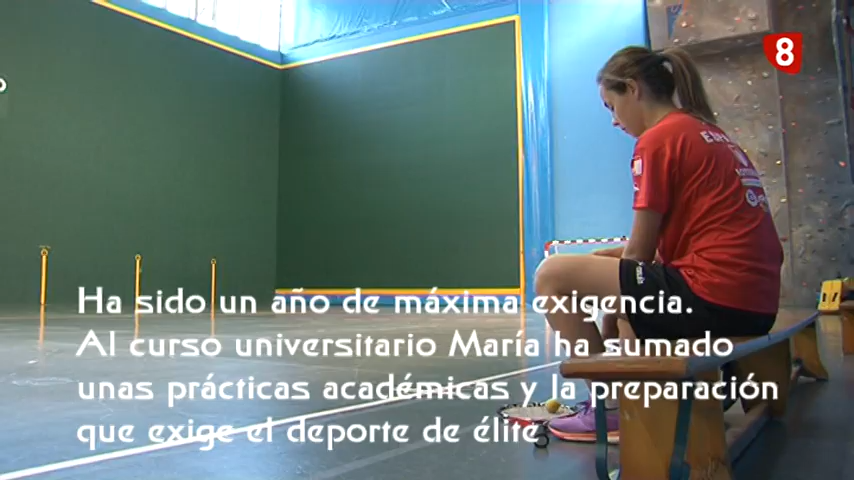 8
Ha sido un año de máxima exigencia.
Al curso universitario María ha sumado
unas prácticas académicas y la preparación
que exige el deporte de élite